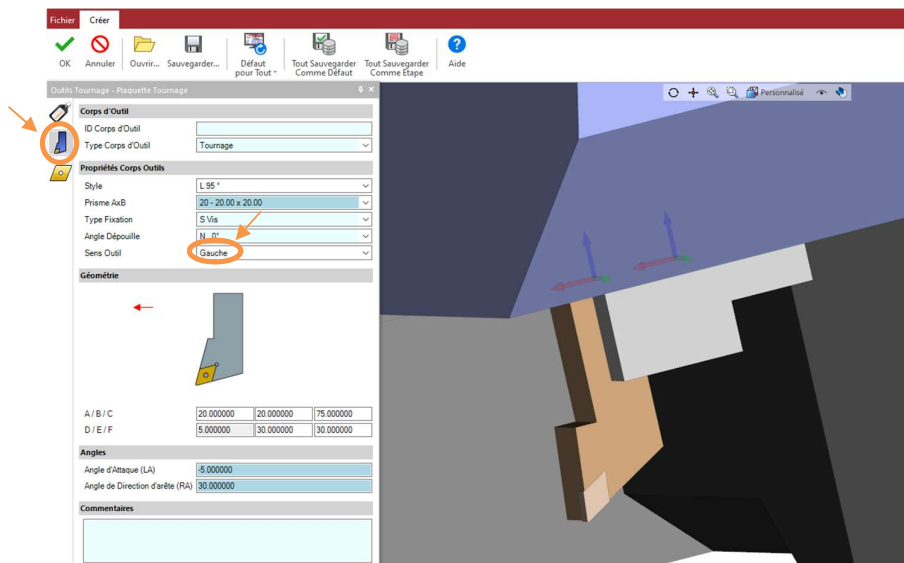 Fichier Créer
OK Annuler Ouvrir... Sauvegarder... Défaut pour Tout Tout Sauvegarder Comme Défaut Tout Sauvegarder Comme Étape Aide
Outils Tournage - Plaquette Tournage
Personnalisé
Corps d'Outil
ID Corps d'Outil
Type Corps d'Outil Tournage
Propriétés Corps Outils
Style L 95 °
Prisme AxB 20 - 20.00 x 20.00
Type Fixation S Vis
Angle Dépouille N 0°
Sens Outil Gauche
Géométrie
A / B / C 20.000000 20.000000 75.000000
D / E / F 5.000000 30.000000 30.000000
Angles
Angle d'Attaque (LA) -5.000000
Angle de Direction d'arête (RA) 30.000000
Commentaires